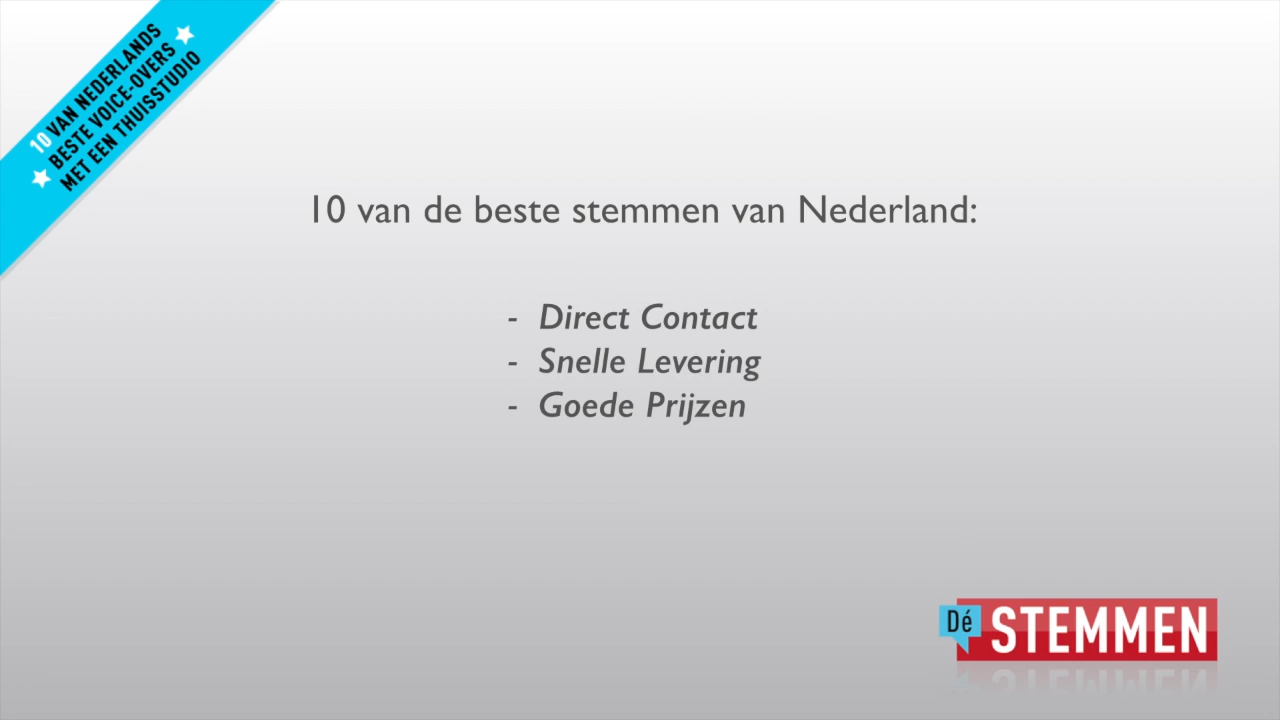 10 VAN NEDERLANDS
BESTE VOICE-OVERS
MET EEN THUISSTUDIO
10 van de beste stemmen van Nederland:
- Direct Contact
- Snelle Levering
- Goede Prijzen
Dé STEMMEN